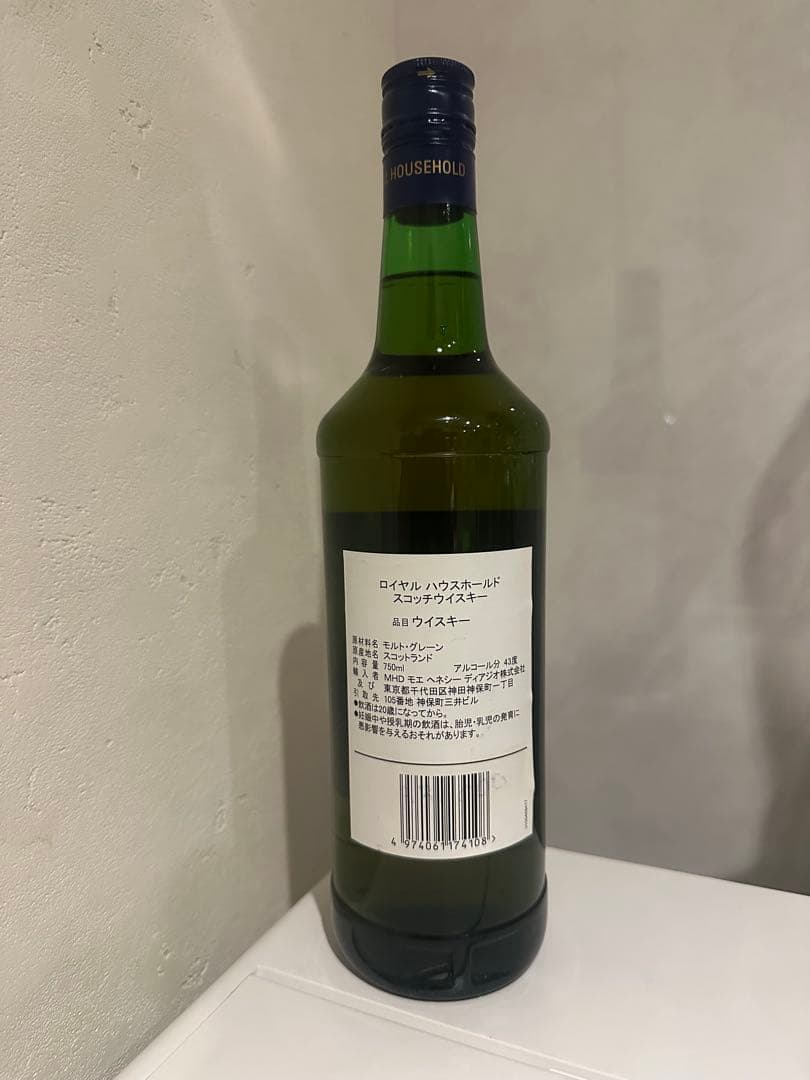 HOUSEHOLD
ロイヤル ハウスホールド
スコッチウイスキー
品目 ウイスキー
原材料名 モルト・グレーン
原産地名 スコットランド
内容量 750ml アルコール分 43度
輸入者 MHD モエ ヘネシー ディアジオ株式会社
及び 東京都千代田区神田神保町一丁目
引取先 105番地 神保町三井ビル
●飲酒は20歳になってから。
●妊娠中や授乳期の飲酒は、胎児・乳児の発育に
悪影響を与えるおそれがあります。
4 974061 174108 >